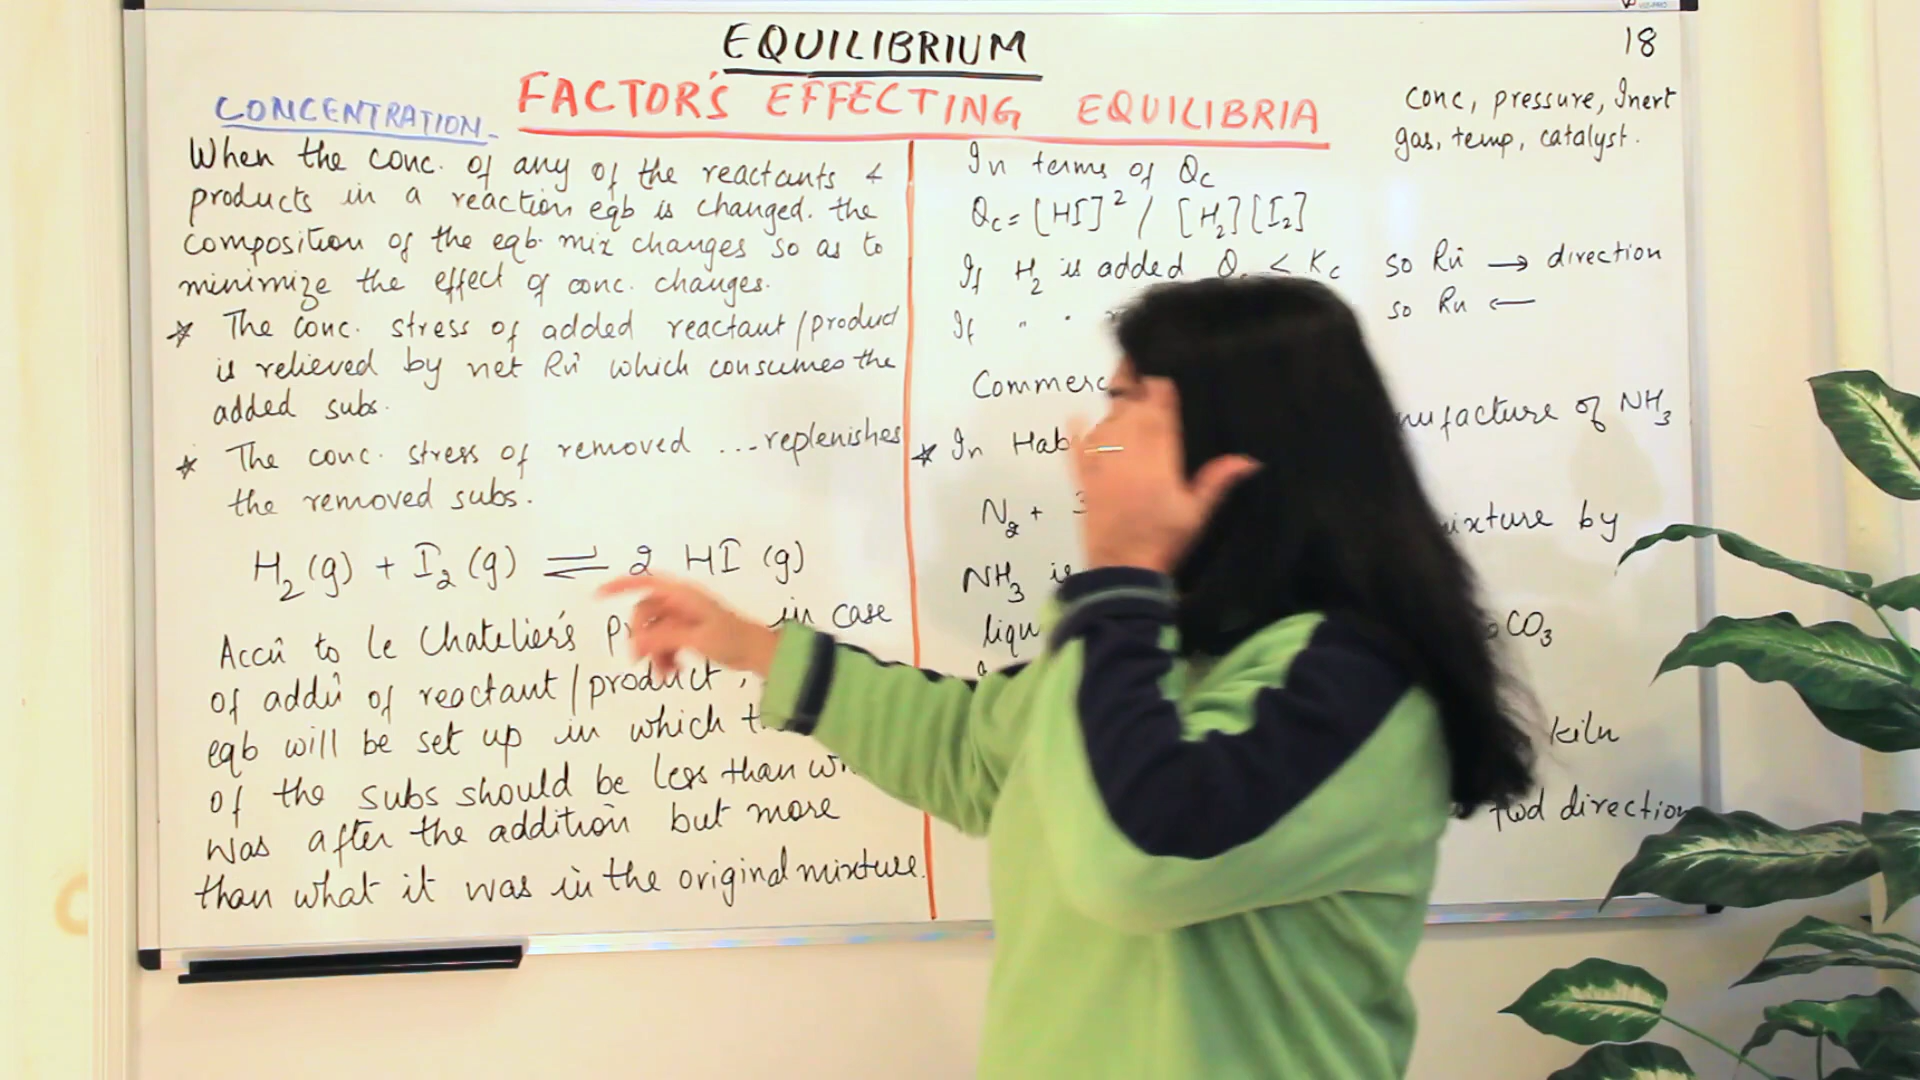 EQUILIBRIUM
18
FACTOR'S EFFECTING EQUILIBRIA
conc, pressure, Inert
gas, temp, catalyst.
CONCENTRATION-
When the conc. of any of the reactants &
products in a reaction eqb is changed. the
composition of the eqb. mix changes so as to
minimize the effect of conc. changes.
* The conc. stress of added reactant/product
is relieved by net Rn̂ which consumes the
added subs.
* The conc. stress of removed ... replenishes
the removed subs.
H₂(g) + I₂(g) ⇌ 2 HI (g)
Accn̂ to le Chatelier's in case
of addn̂ of reactant/product,
eqb will be set up in which
of the subs should be less than
was after the addition but more
than what it was in the original mixture.
In terms of Qc
Qc = [HI]² / [H₂][I₂]
If H₂ is added < Kc so Rn̂ → direction
If " " so Rn ←
NH₃
* In
N₂ +
mixture by
NH₃ is
CO₃
kiln
fwd direction